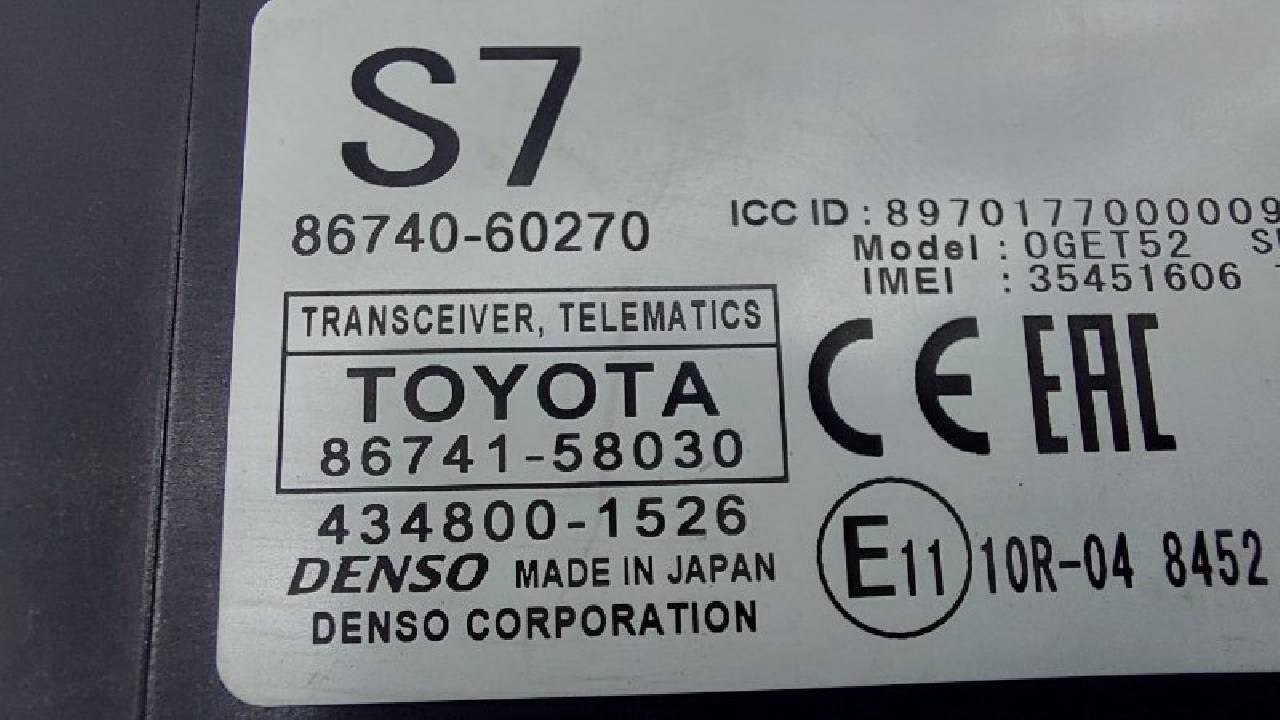 S7
86740-60270
ICC ID : 8970177000009
Model : 0GET52
IMEI : 35451606
TRANSCEIVER, TELEMATICS
TOYOTA
86741-58030
CE EAC
434800-1526
E11 10R-04 8452
DENSO MADE IN JAPAN
DENSO CORPORATION